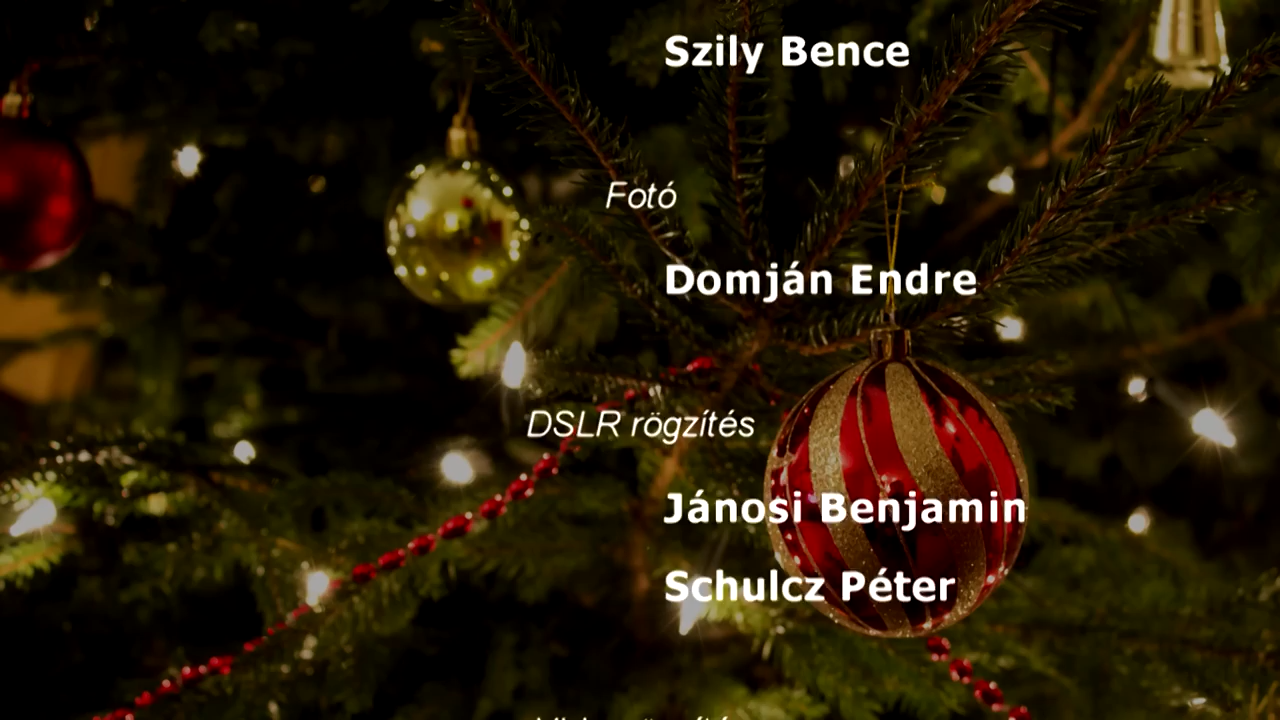 Szily Bence
Fotó
Domján Endre
DSLR rögzítés
Jánosi Benjamin
Schulcz Péter